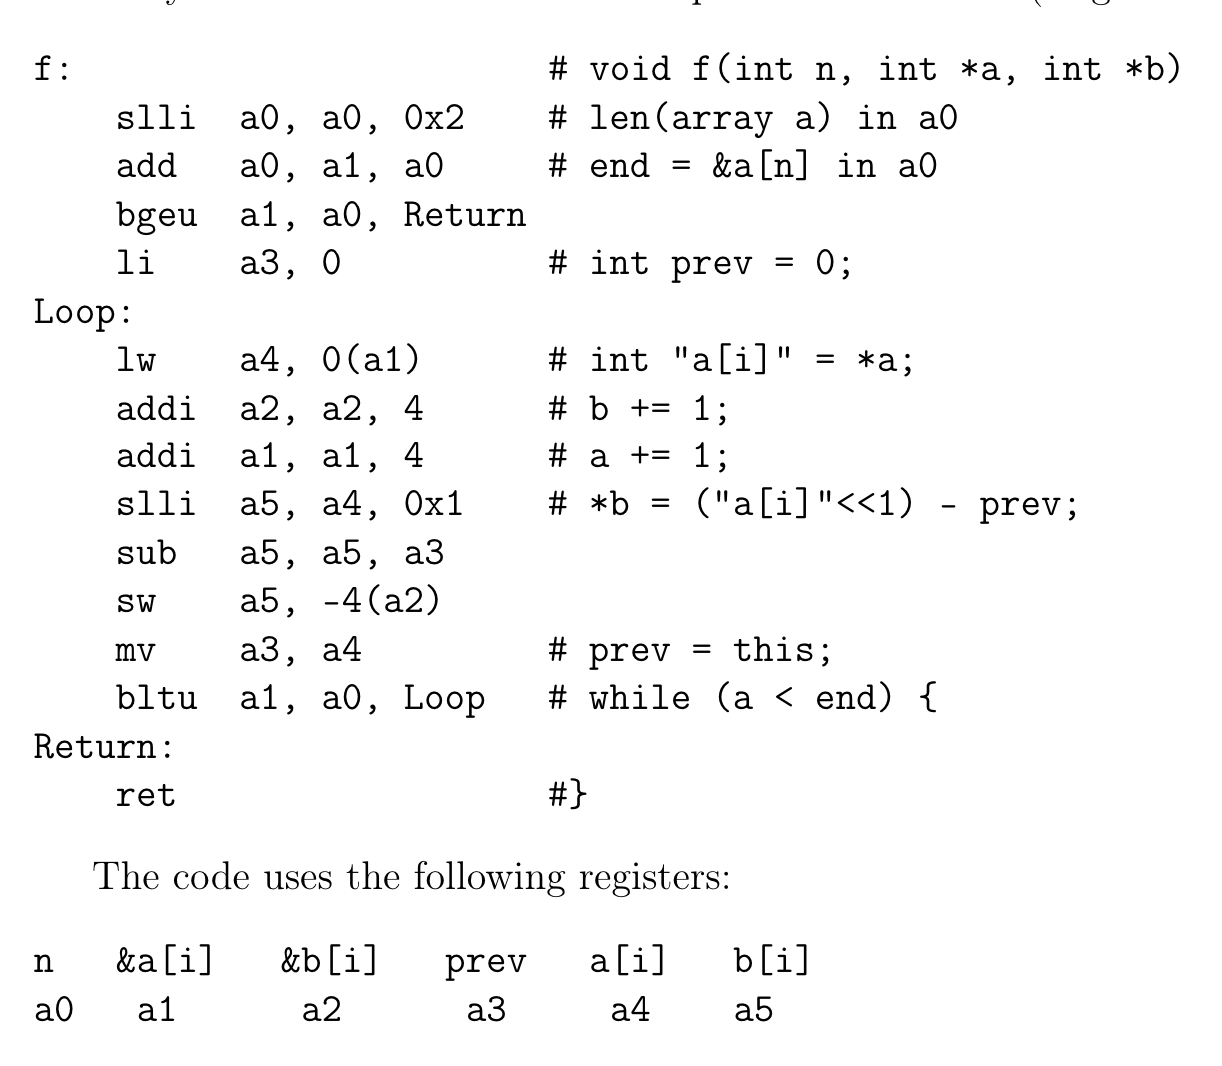 f:                       # void f(int n, int *a, int *b)
    slli  a0, a0, 0x2    # len(array a) in a0
    add   a0, a1, a0     # end = &a[n] in a0
    bgeu  a1, a0, Return
    li    a3, 0          # int prev = 0;
Loop:
    lw    a4, 0(a1)      # int "a[i]" = *a;
    addi  a2, a2, 4      # b += 1;
    addi  a1, a1, 4      # a += 1;
    slli  a5, a4, 0x1    # *b = ("a[i]"<<1) - prev;
    sub   a5, a5, a3
    sw    a5, -4(a2)
    mv    a3, a4         # prev = this;
    bltu  a1, a0, Loop   # while (a < end) {
Return:
    ret                  #}
The code uses the following registers:
n   &a[i]   &b[i]   prev   a[i]   b[i]
a0   a1      a2      a3     a4    a5